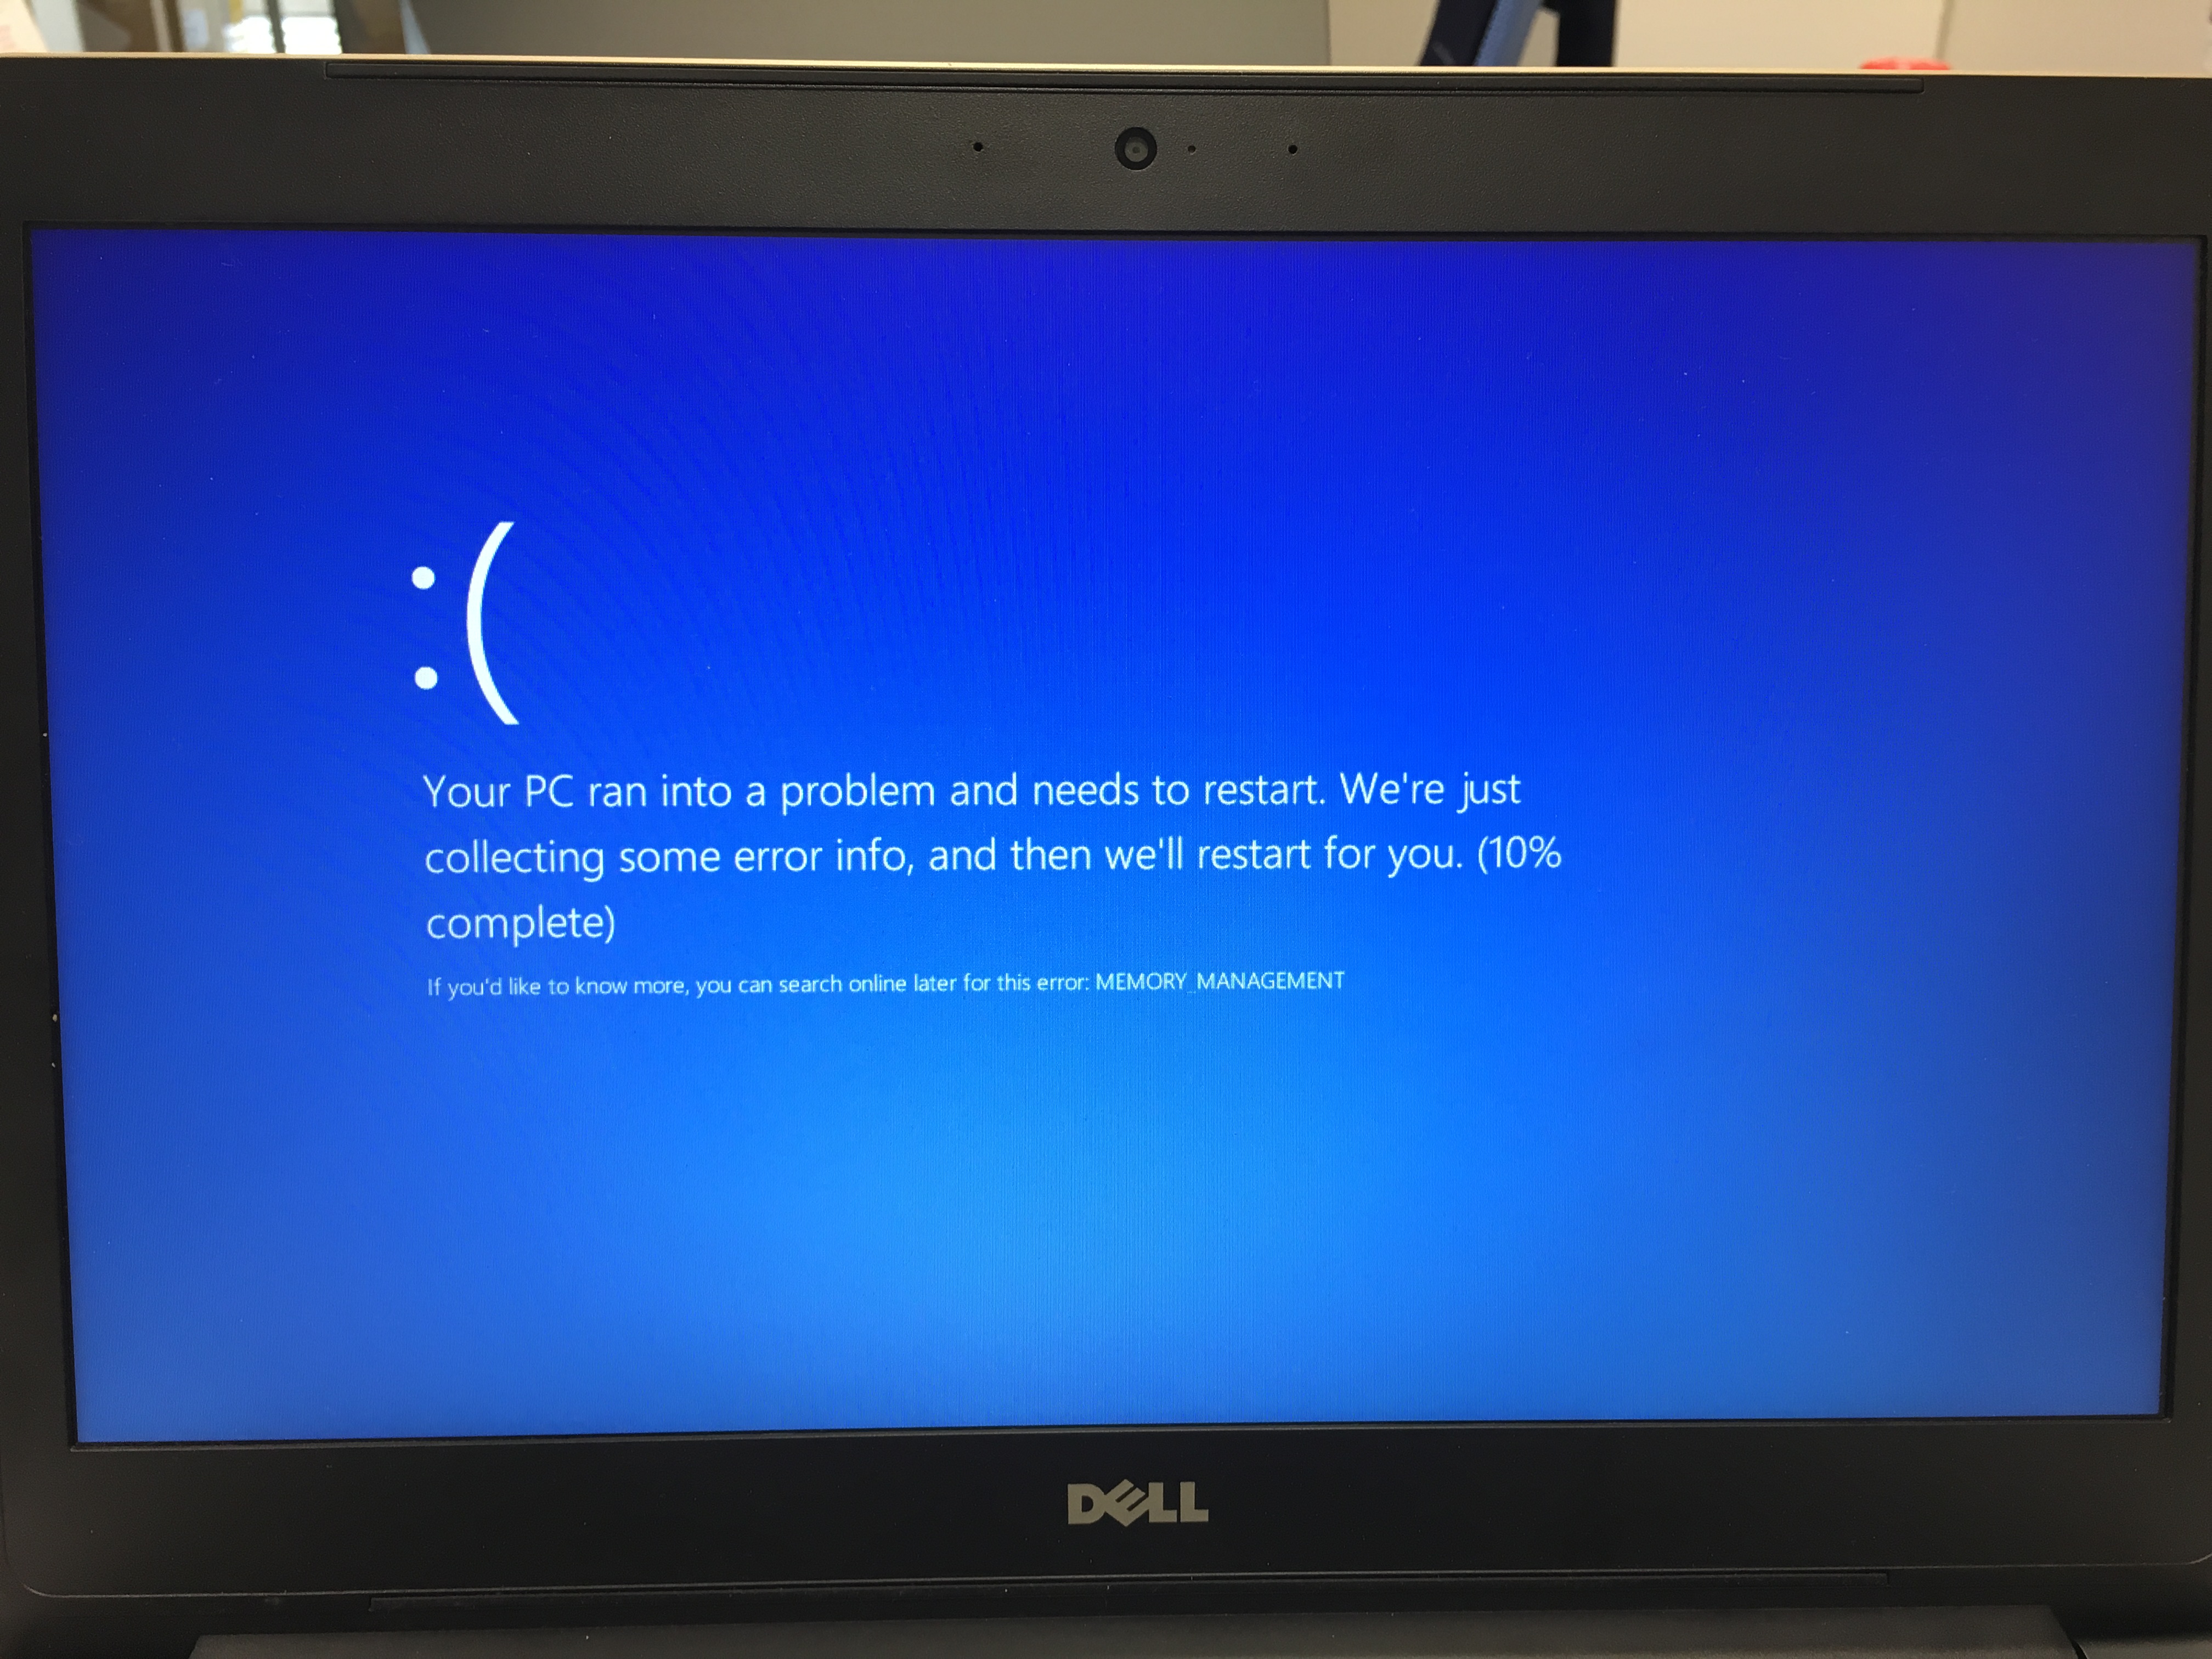 :(
Your PC ran into a problem and needs to restart. We're just
collecting some error info, and then we'll restart for you. (10%
complete)
If you'd like to know more, you can search online later for this error: MEMORY_MANAGEMENT
DELL